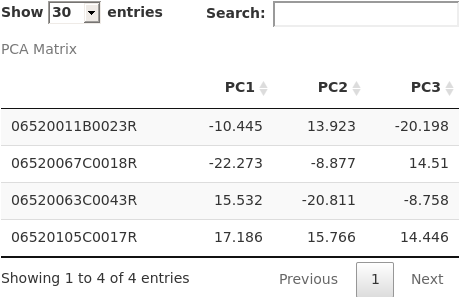 Show 30 entries Search:
PCA Matrix
PC1 PC2 PC3
06520011B0023R -10.445 13.923 -20.198
06520067C0018R -22.273 -8.877 14.51
06520063C0043R 15.532 -20.811 -8.758
06520105C0017R 17.186 15.766 14.446
Showing 1 to 4 of 4 entries Previous 1 Next